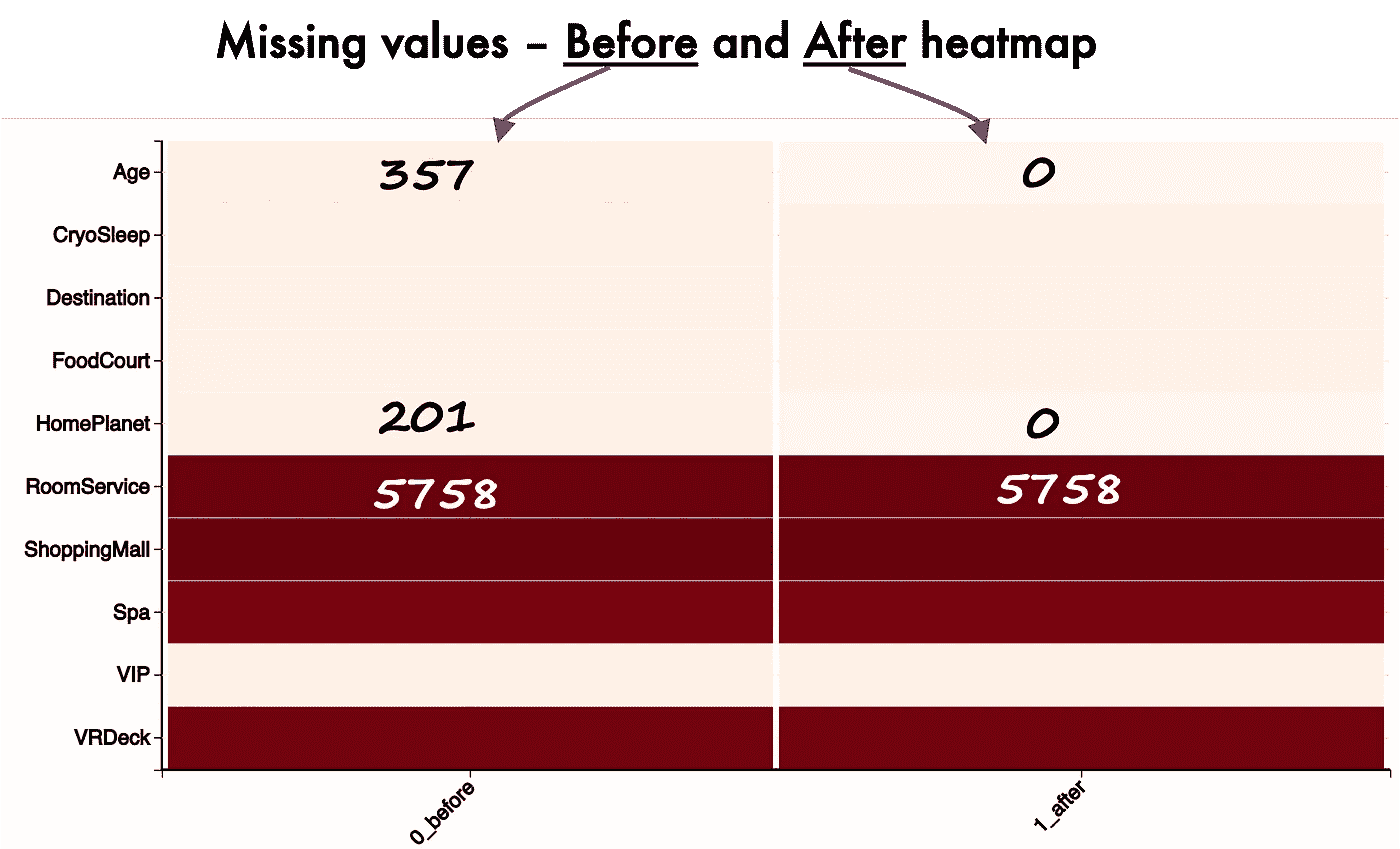 Missing values – Before and After heatmap
Age 357 0
CryoSleep
Destination
FoodCourt
HomePlanet 201 0
RoomService 5758 5758
ShoppingMall
Spa
VIP
VRDeck
0_before 1_after